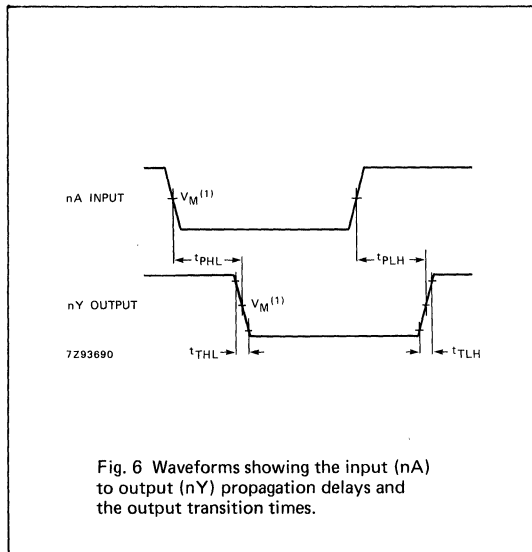 nA INPUT
V_M(1)
t_PHL
t_PLH
nY OUTPUT
V_M(1)
7Z93690
t_THL
t_TLH
Fig. 6 Waveforms showing the input (nA)
to output (nY) propagation delays and
the output transition times.